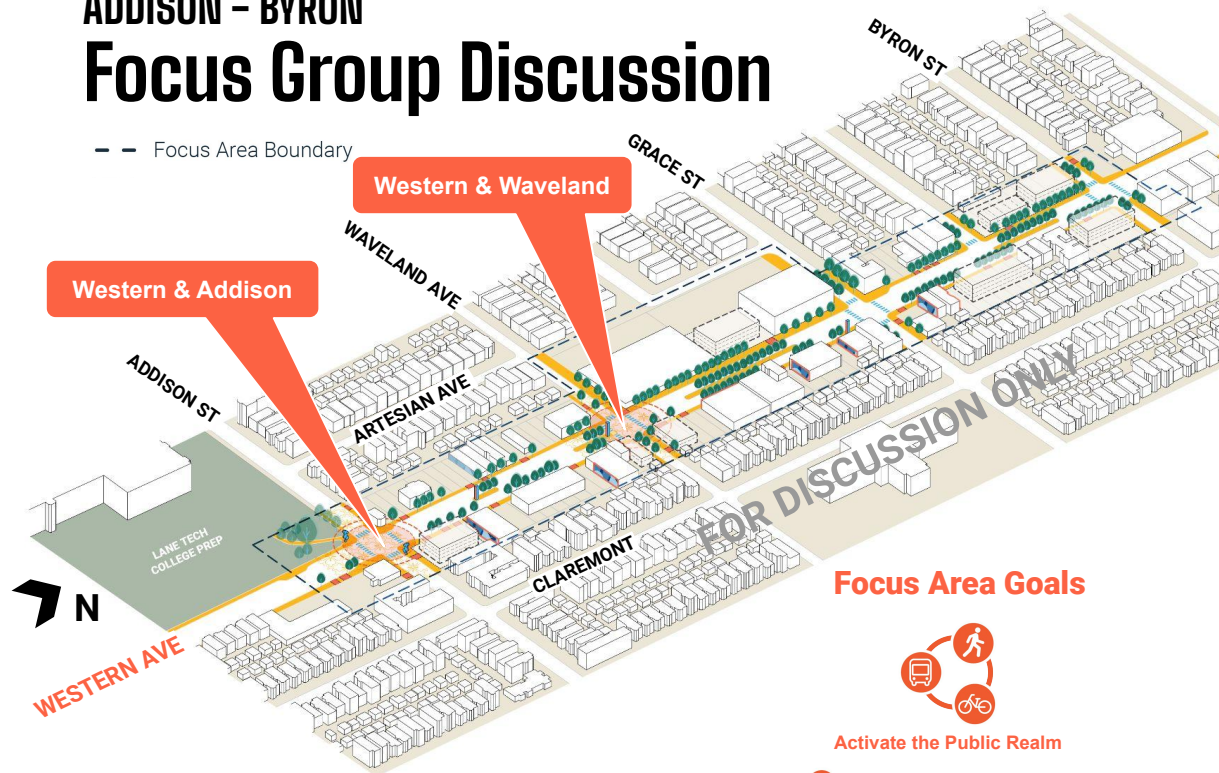 ADDISON – BYRON
Focus Group Discussion
Focus Area Boundary
BYRON ST
GRACE ST
Western & Waveland
WAVELAND AVE
Western & Addison
ADDISON ST
ARTESIAN AVE
LANE TECH
COLLEGE PREP
CLAREMONT
FOR DISCUSSION ONLY
N
WESTERN AVE
Focus Area Goals
Activate the Public Realm